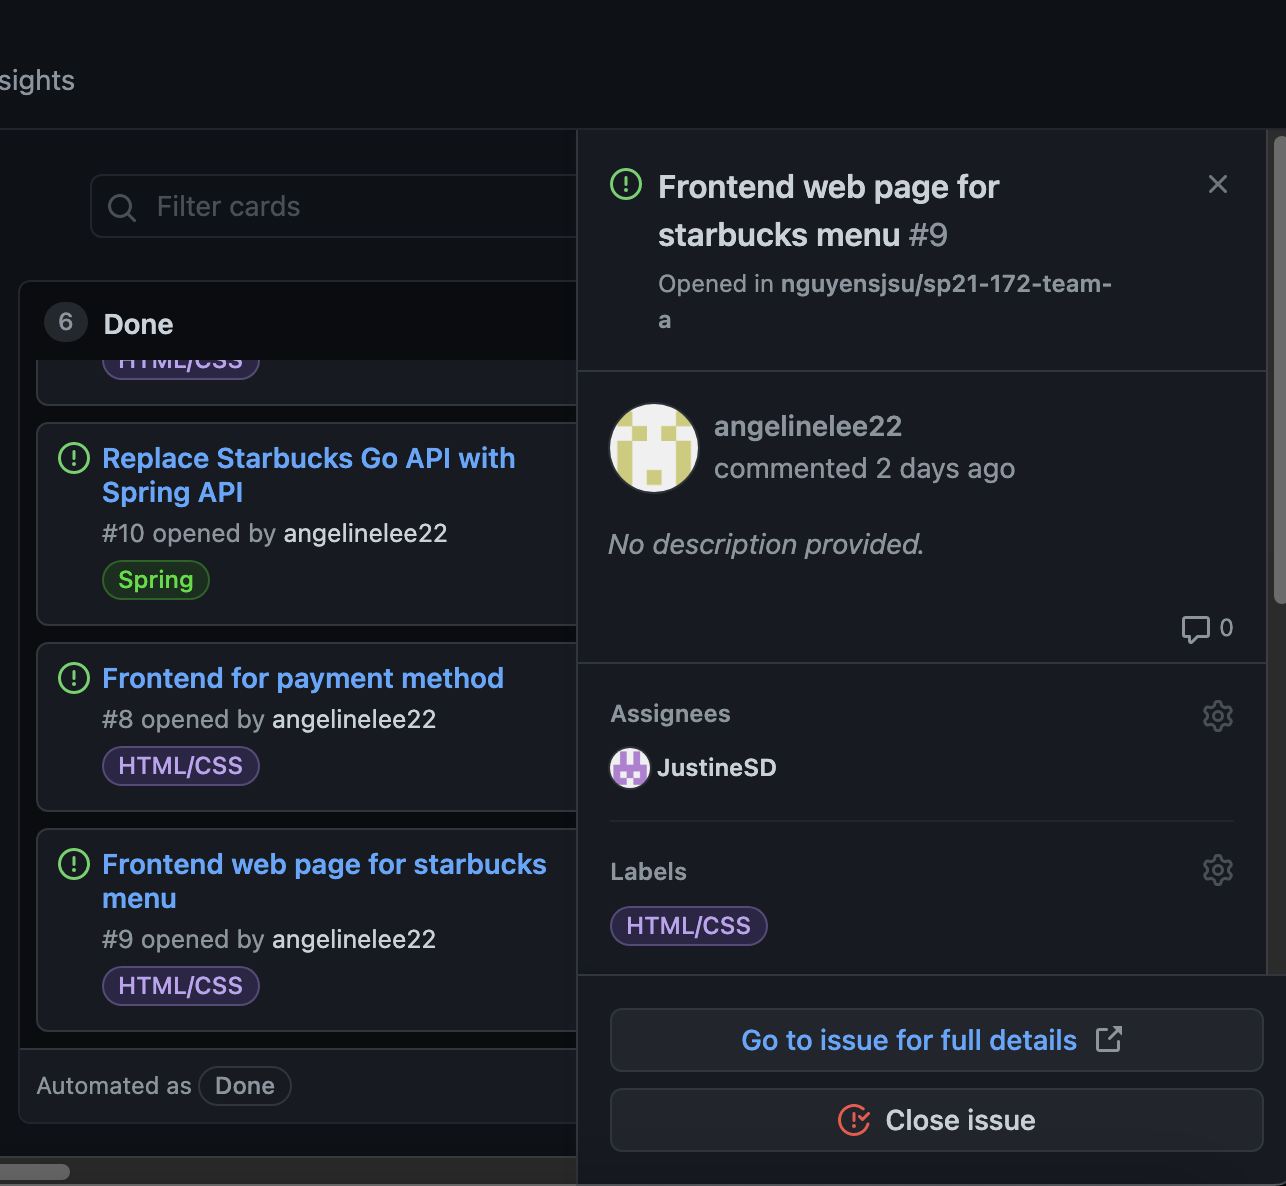 sights
Filter cards
6 Done
HTML/CSS
Replace Starbucks Go API with
Spring API
#10 opened by angelinelee22
Spring
Frontend for payment method
#8 opened by angelinelee22
HTML/CSS
Frontend web page for starbucks
menu
#9 opened by angelinelee22
HTML/CSS
Automated as Done
Frontend web page for
starbucks menu #9
Opened in nguyensjsu/sp21-172-team-
a
angelinelee22
commented 2 days ago
No description provided.
0
Assignees
JustineSD
Labels
HTML/CSS
Go to issue for full details
Close issue